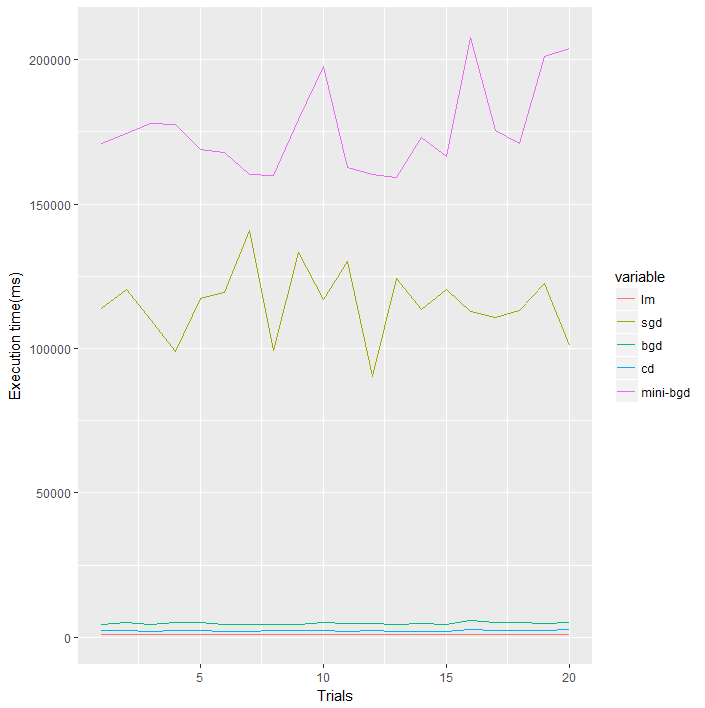 200000
150000
100000
50000
0
Execution time(ms)
5 10 15 20
Trials
variable
lm
sgd
bgd
cd
mini-bgd